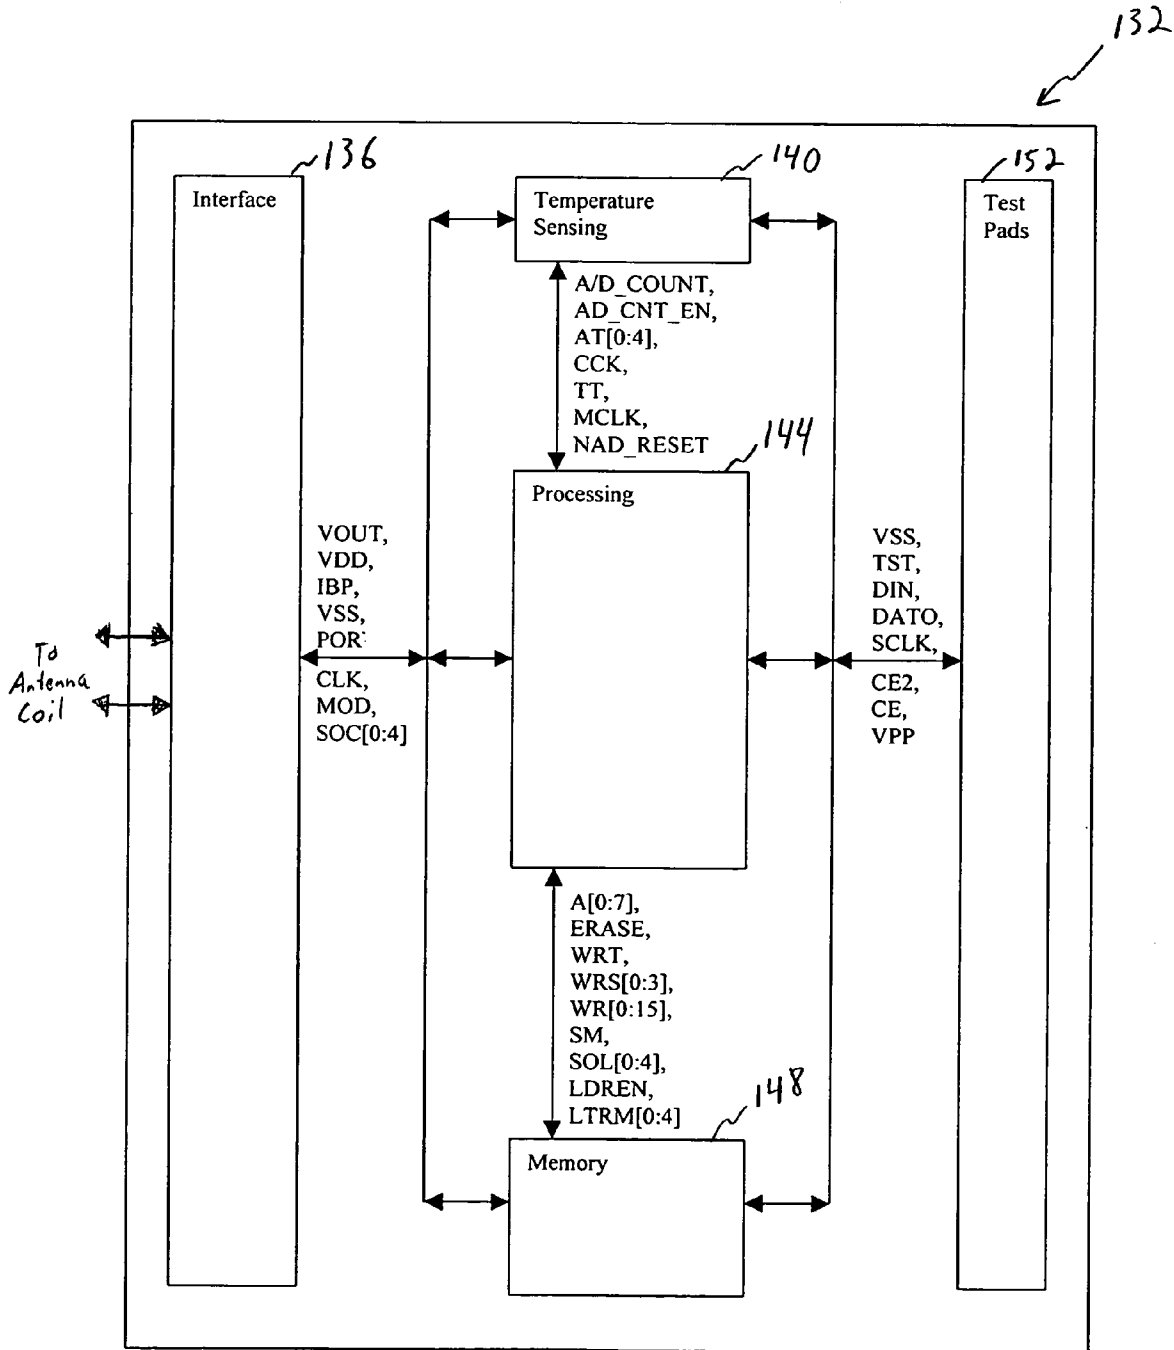 132
136
140
152
Interface
Temperature
Sensing
Test
Pads
A/D_COUNT,
AD_CNT_EN,
AT[0:4],
CCK,
TT,
MCLK,
NAD_RESET
144
Processing
VOUT,
VDD,
IBP,
VSS,
POR
CLK,
MOD,
SOC[0:4]
VSS,
TST,
DIN,
DATO,
SCLK,
CE2,
CE,
VPP
To
Antenna
Coil
A[0:7],
ERASE,
WRT,
WRS[0:3],
WR[0:15],
SM,
SOL[0:4],
LDREN,
LTRM[0:4]
148
Memory